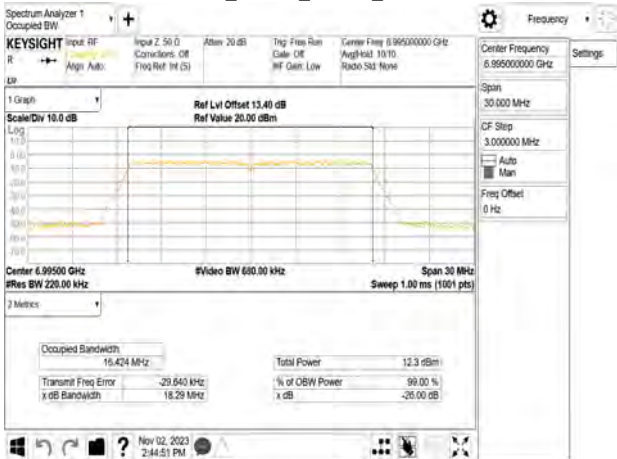 Spectrum Analyzer 1
Occupied BW
Frequency
KEYSIGHT
Input: RF
Input Z: 50 Ω
Atten: 20 dB
Trig: Free Run
Center Freq: 6.995000000 GHz
R
Corrections: Off
Gate: Off
Avg|Hold: 10/10
Align: Auto
Freq Ref: Int (S)
#IF Gain: Low
Radio Std: None
Center Frequency
6.995000000 GHz
Settings
Span
30.000 MHz
CF Step
3.000000 MHz
Auto
Man
Freq Offset
0 Hz
1 Graph
Scale/Div 10.0 dB
Ref Lvl Offset 13.40 dB
Ref Value 20.00 dBm
Log
10.0
0.00
Center 6.99500 GHz
#Video BW 680.00 kHz
Span 30 MHz
#Res BW 220.00 kHz
Sweep 1.00 ms (1001 pts)
2 Metrics
Occupied Bandwidth
16.424 MHz
Total Power
12.3 dBm
Transmit Freq Error
-29.640 kHz
% of OBW Power
99.00 %
x dB Bandwidth
18.29 MHz
x dB
-26.00 dB
?
Nov 02, 2023
2:44:51 PM